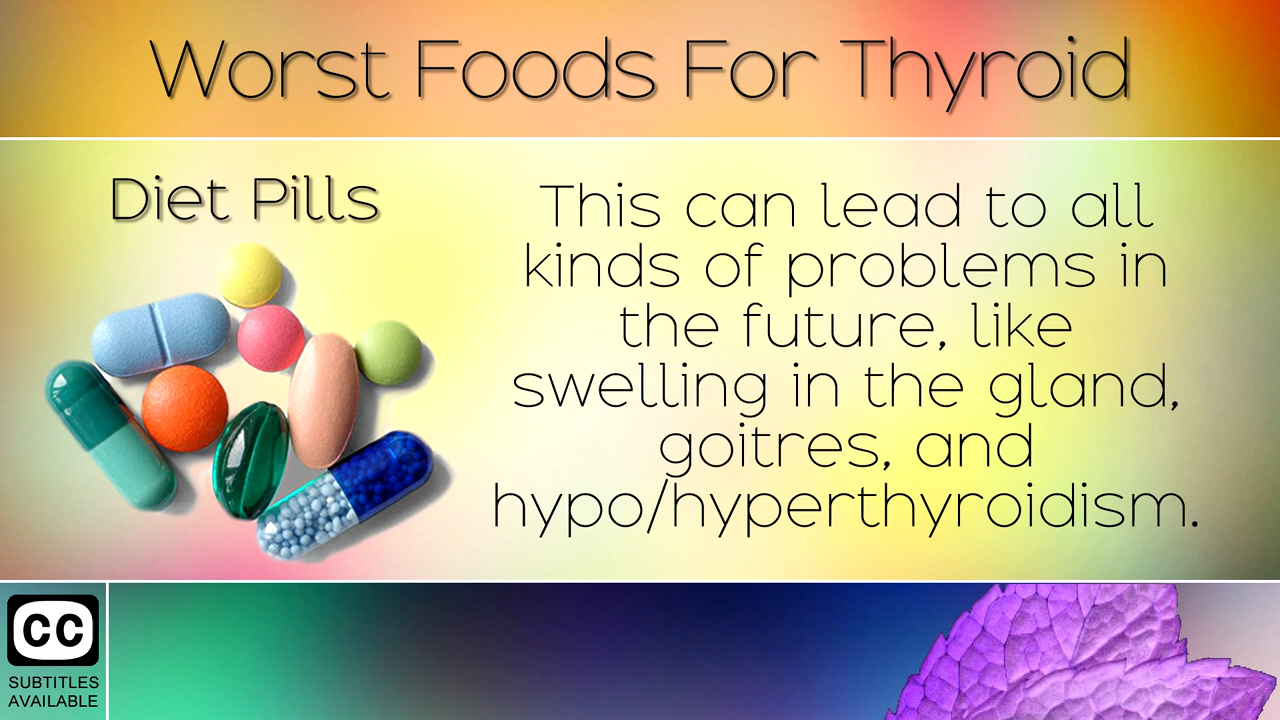 Worst Foods For Thyroid
Diet Pills
This can lead to all
kinds of problems in
the future, like
swelling in the gland,
goitres, and
hypo/hyperthyroidism.
CC
SUBTITLES
AVAILABLE